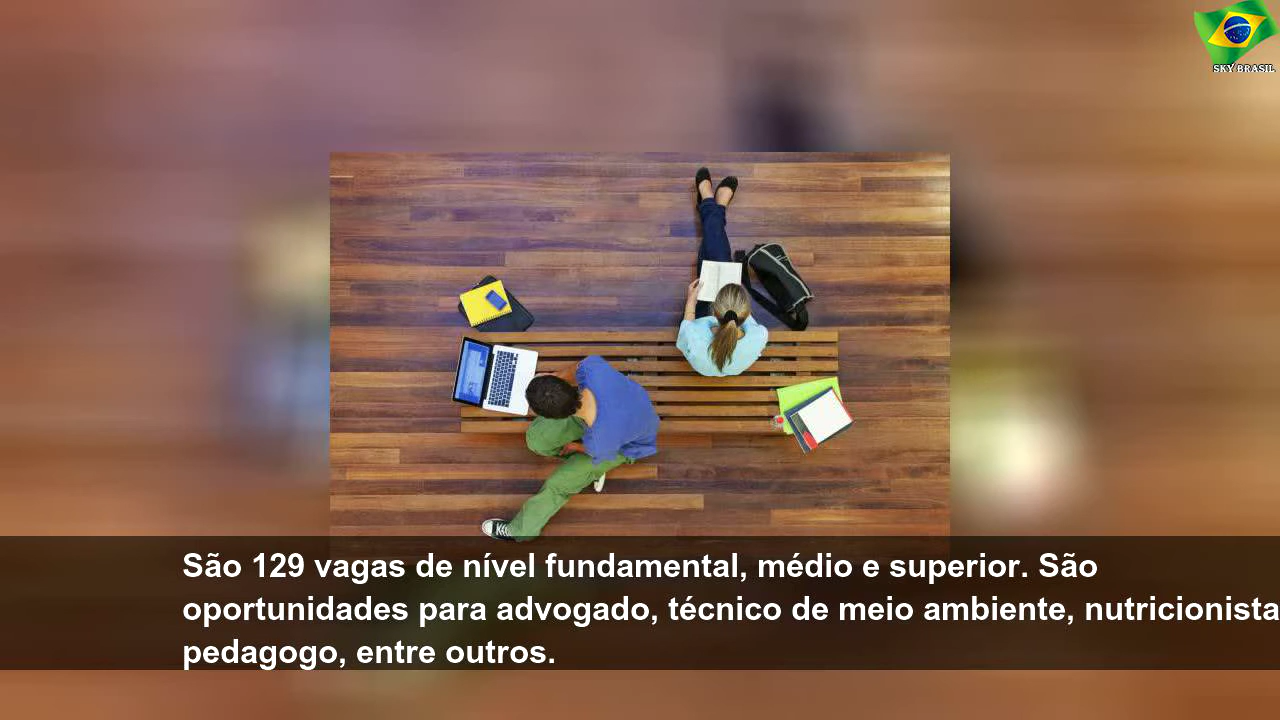 SKY BRASIL
São 129 vagas de nível fundamental, médio e superior. São
oportunidades para advogado, técnico de meio ambiente, nutricionista
pedagogo, entre outros.